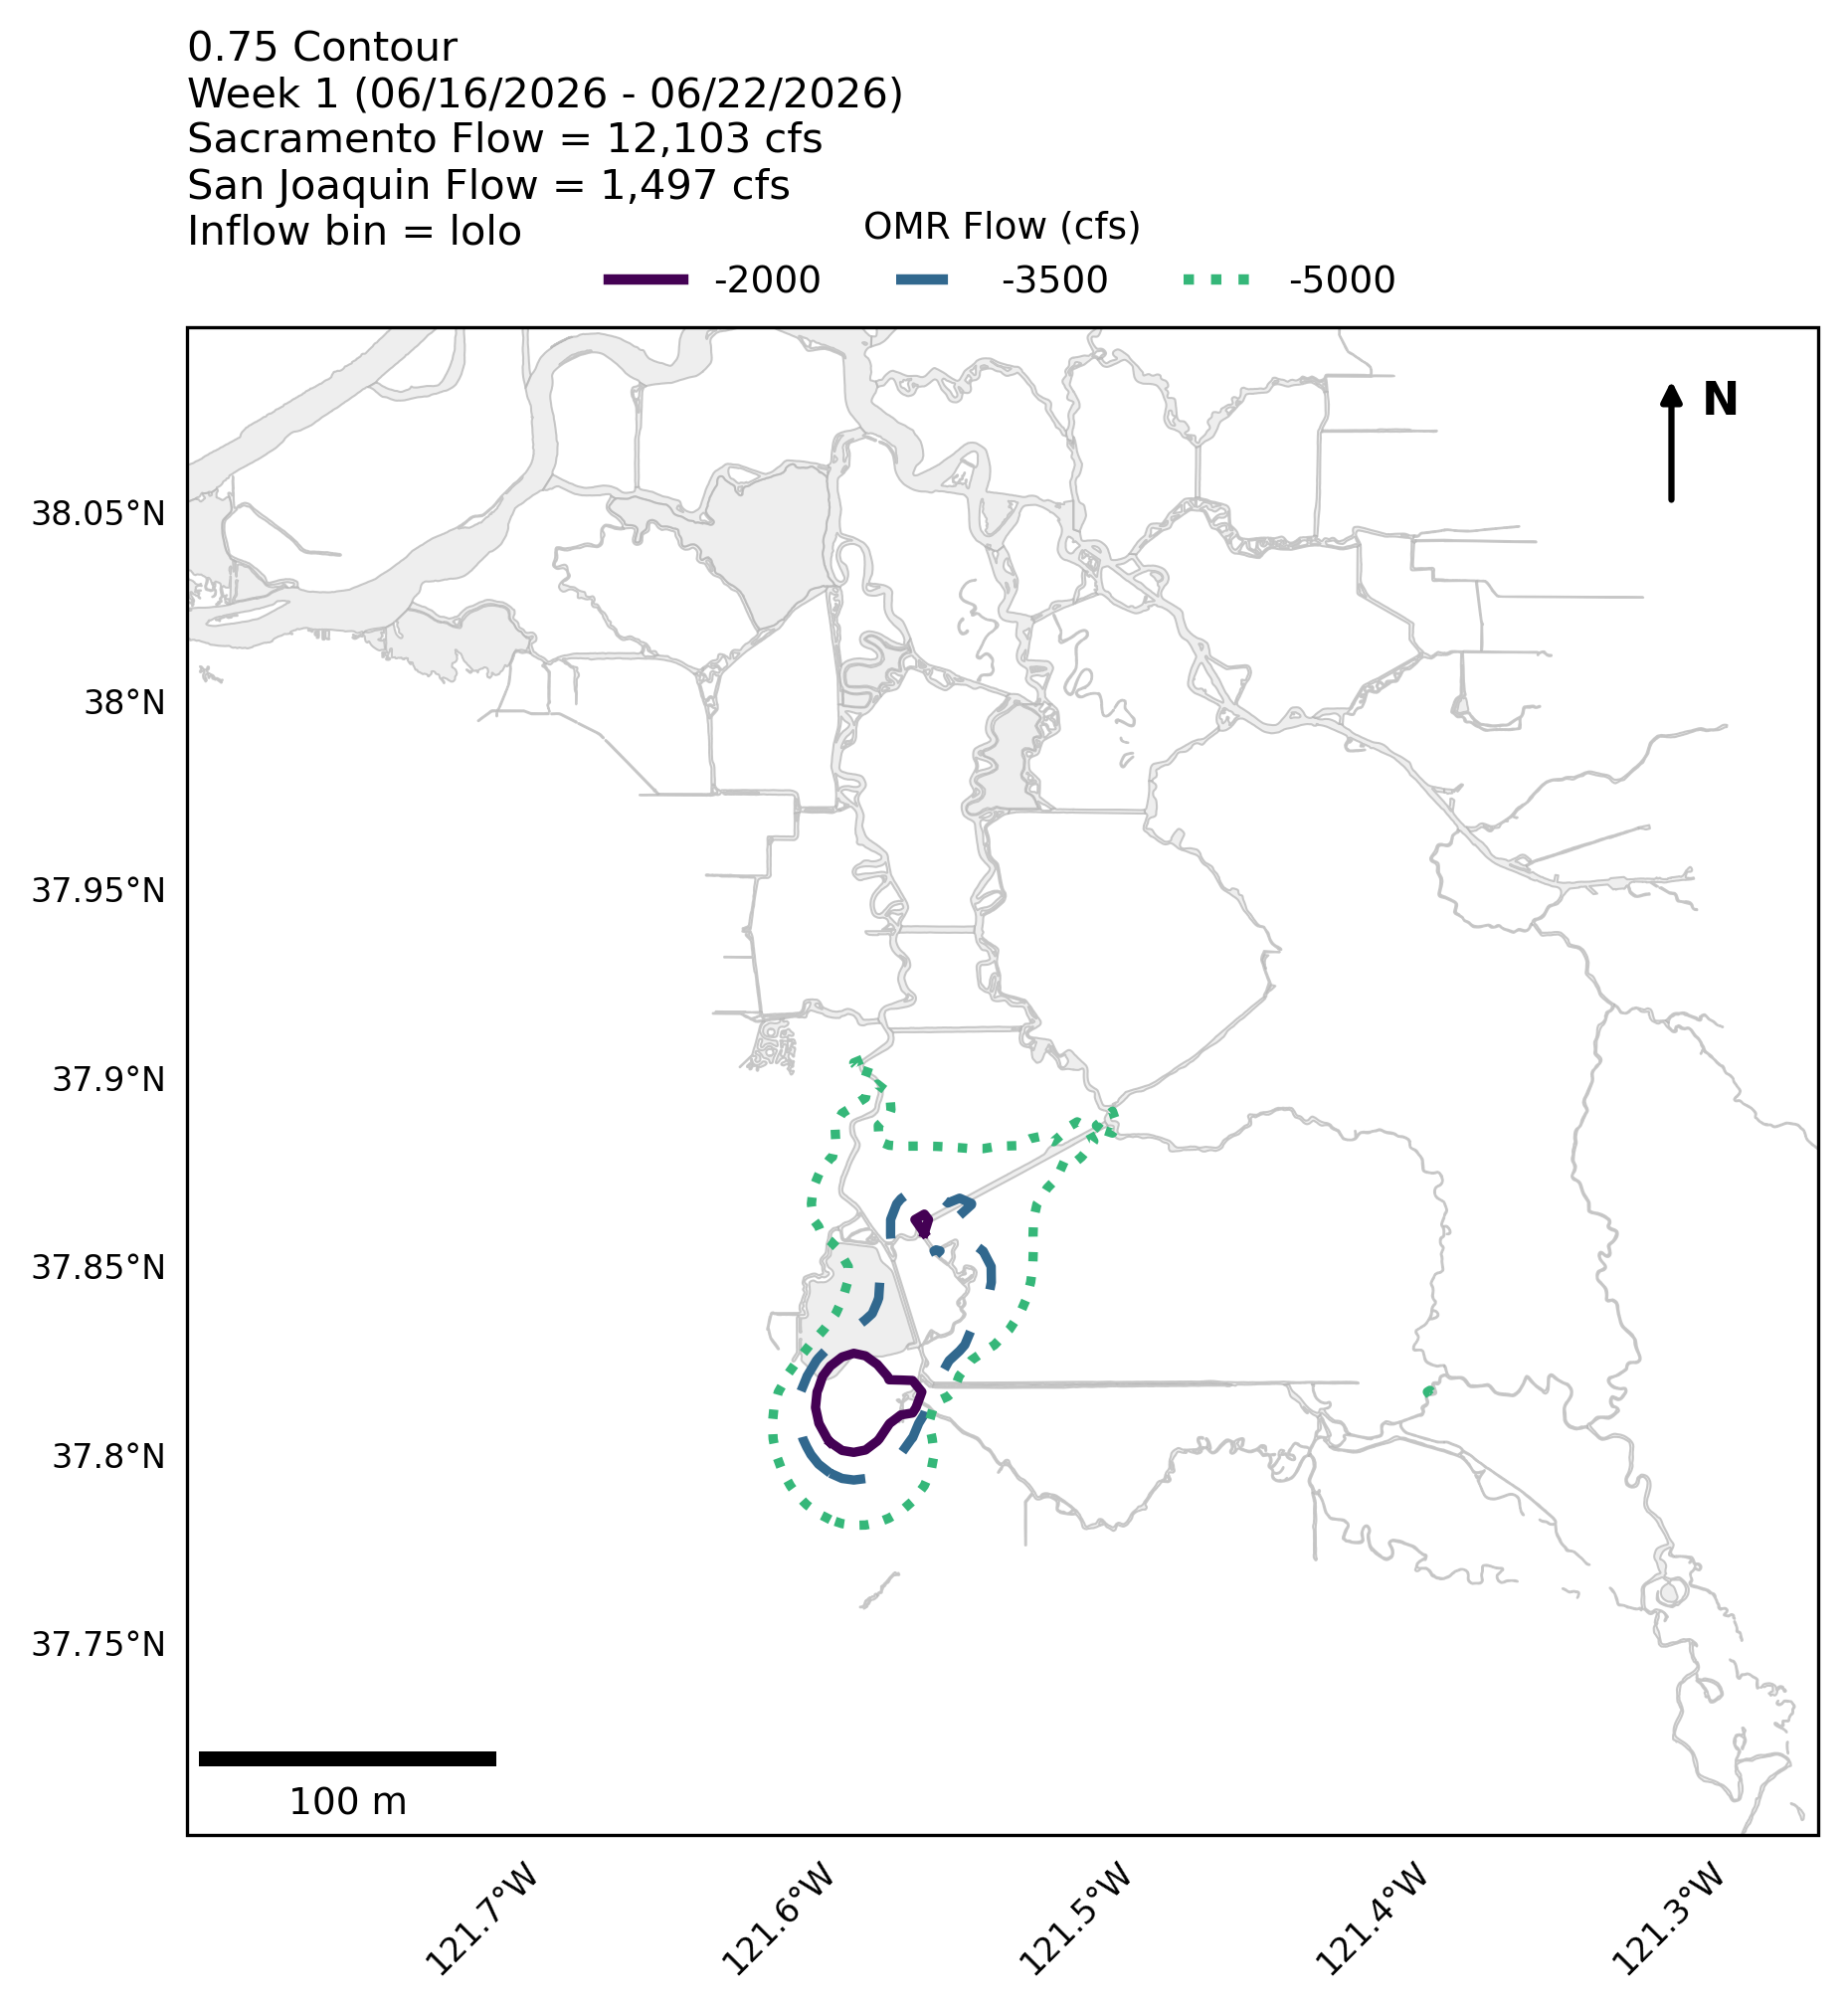 0.75 Contour
Week 1 (06/16/2026 - 06/22/2026)
Sacramento Flow = 12,103 cfs
San Joaquin Flow = 1,497 cfs
Inflow bin = lolo
OMR Flow (cfs)
-2000 -3500 -5000
N
38.05°N
38°N
37.95°N
37.9°N
37.85°N
37.8°N
37.75°N
100 m
121.7°W 121.6°W 121.5°W 121.4°W 121.3°W